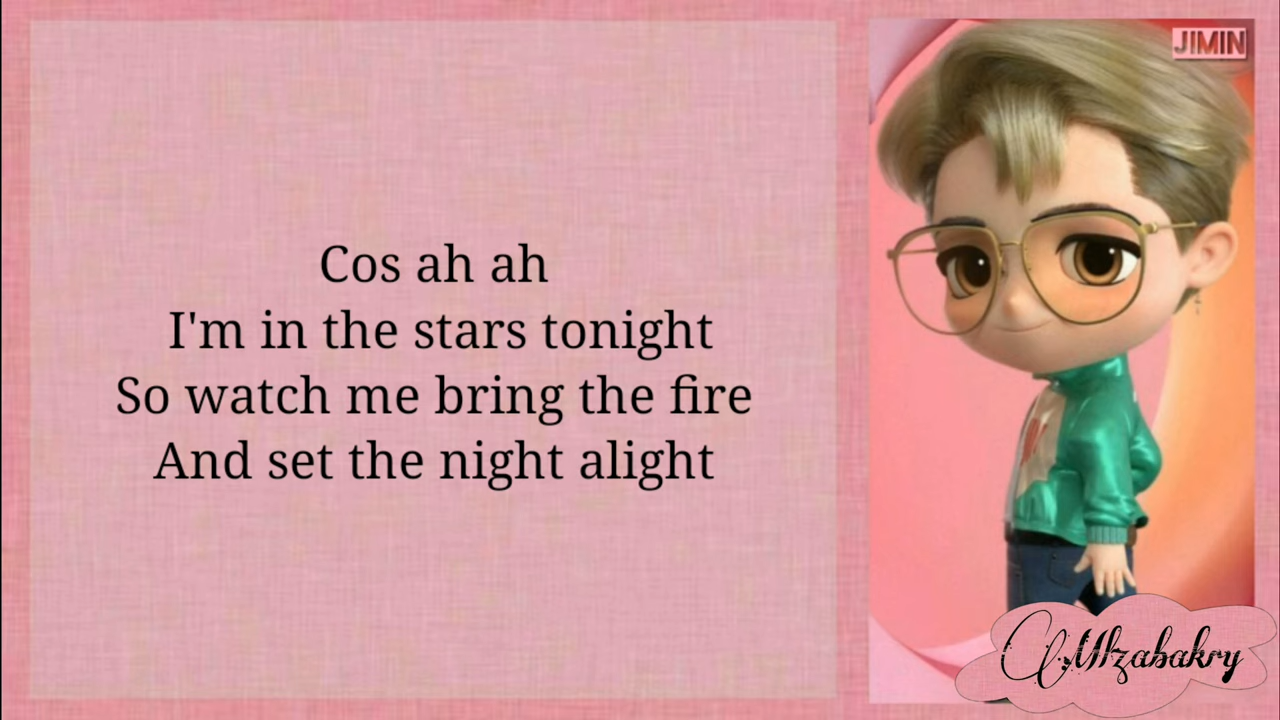 JIMIN
Cos ah ah
I'm in the stars tonight
So watch me bring the fire
And set the night alight